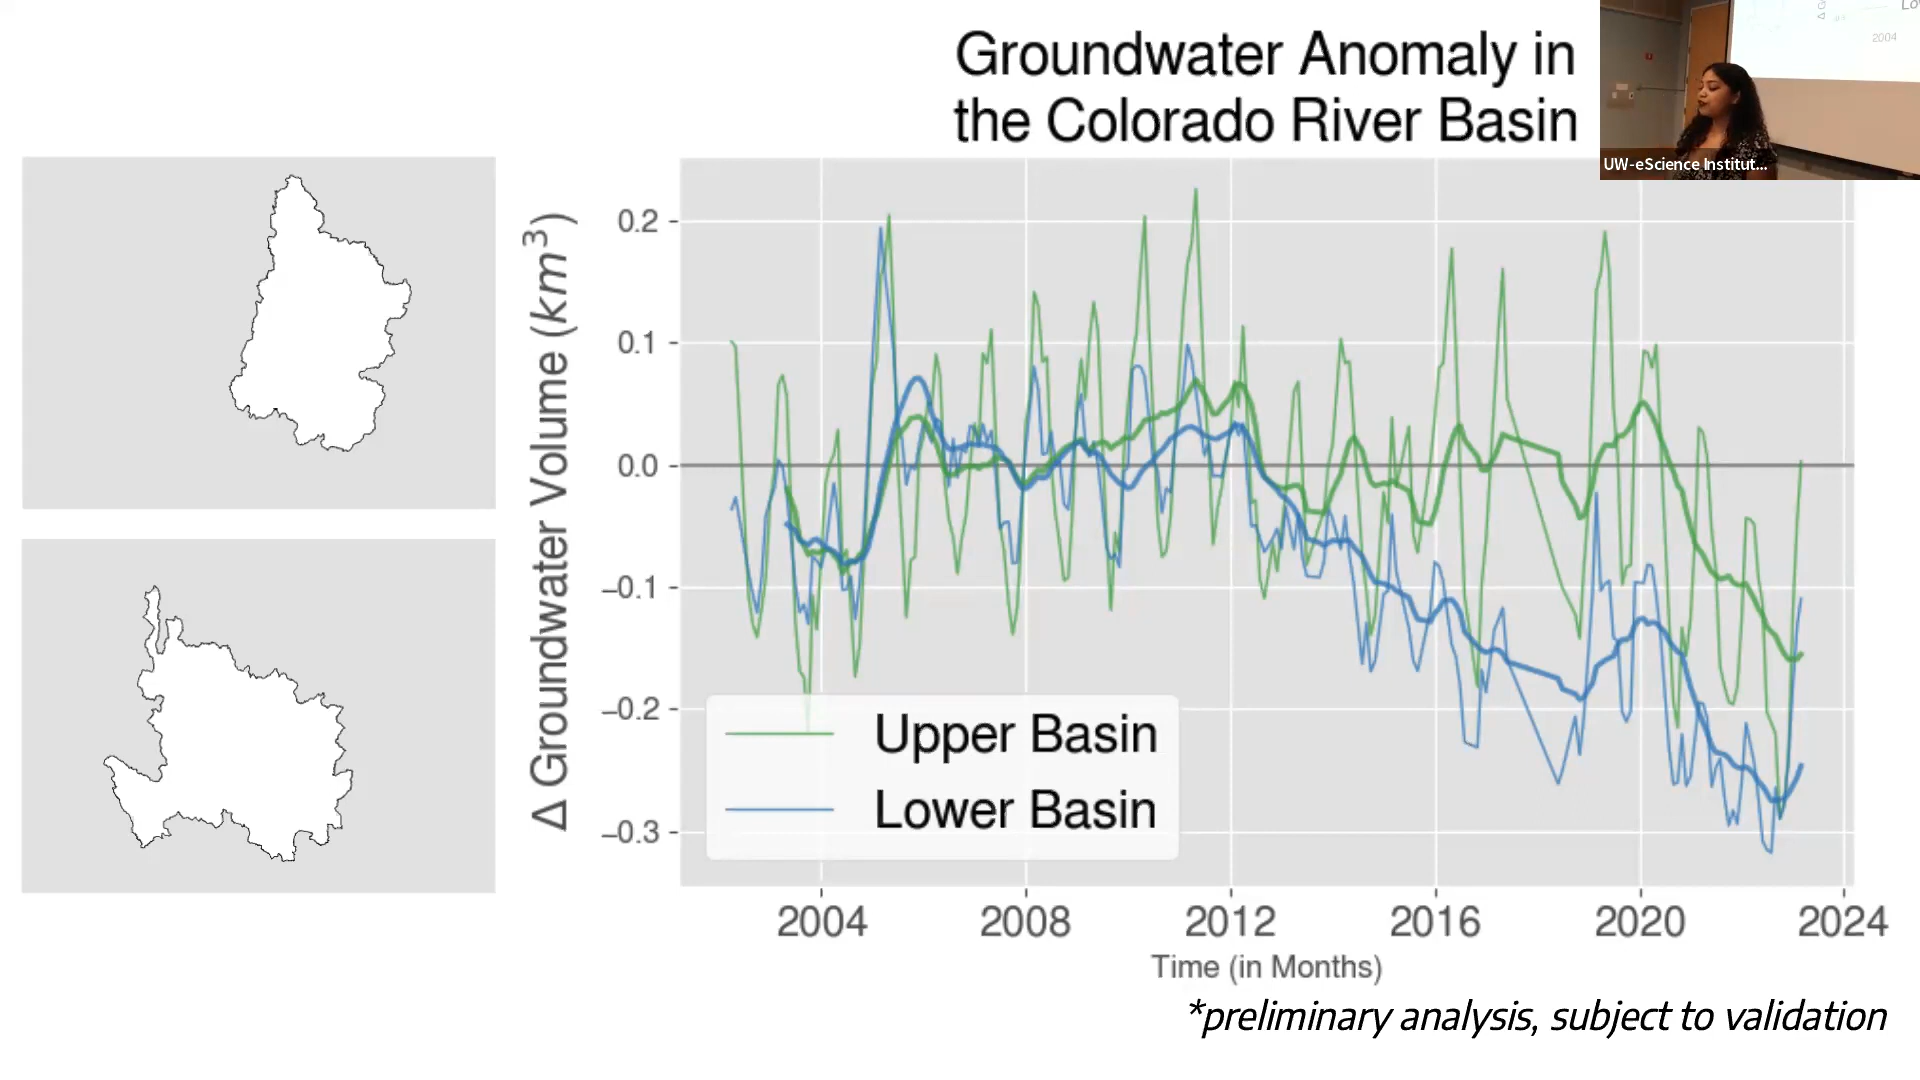 Groundwater Anomaly in
the Colorado River Basin
UW-eScience Institut...
2004
Δ Groundwater Volume (km³)
0.2
0.1
0.0
−0.1
−0.2
−0.3
Upper Basin
Lower Basin
2004 2008 2012 2016 2020 2024
Time (in Months)
*preliminary analysis, subject to validation